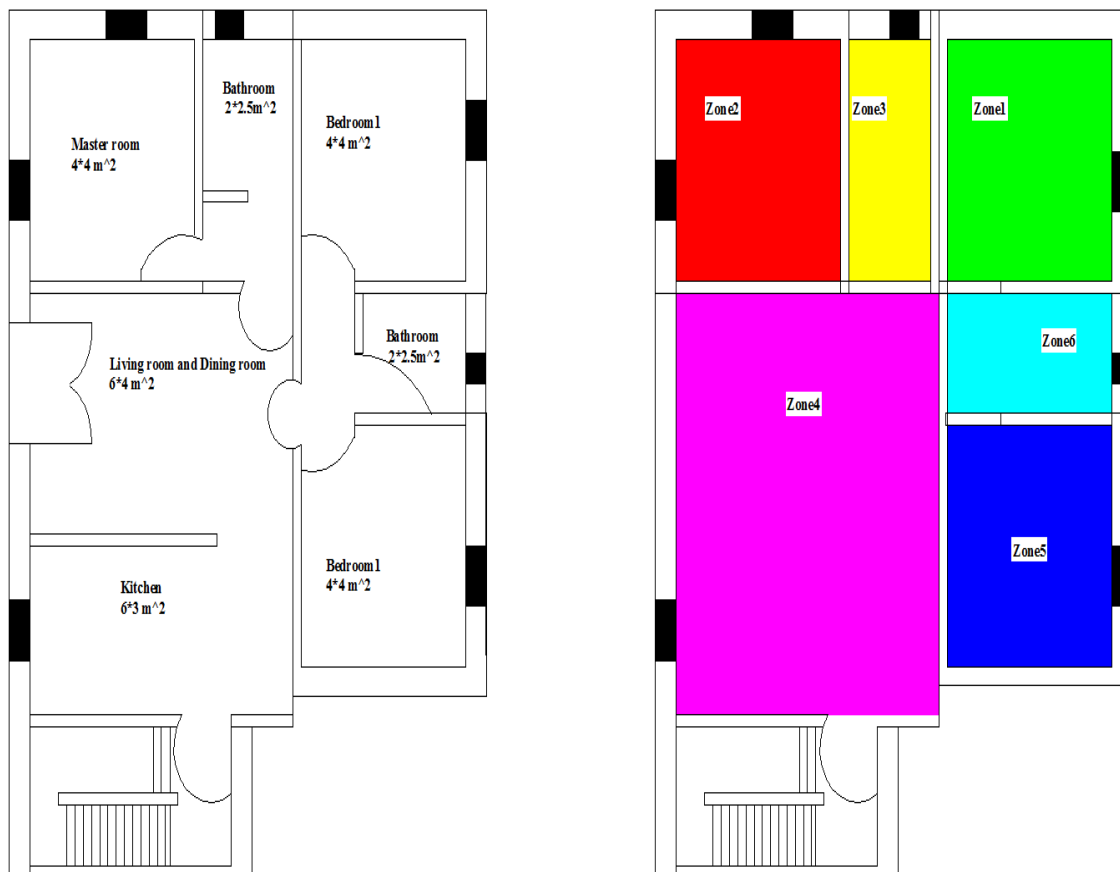 Bathroom
2*2.5m^2
Bedroom1
4*4 m^2
Master room
4*4 m^2
Bathroom
2*2.5m^2
Living room and Dining room
6*4 m^2
Bedroom1
4*4 m^2
Kitchen
6*3 m^2
Zone2
Zone3
Zone1
Zone6
Zone4
Zone5